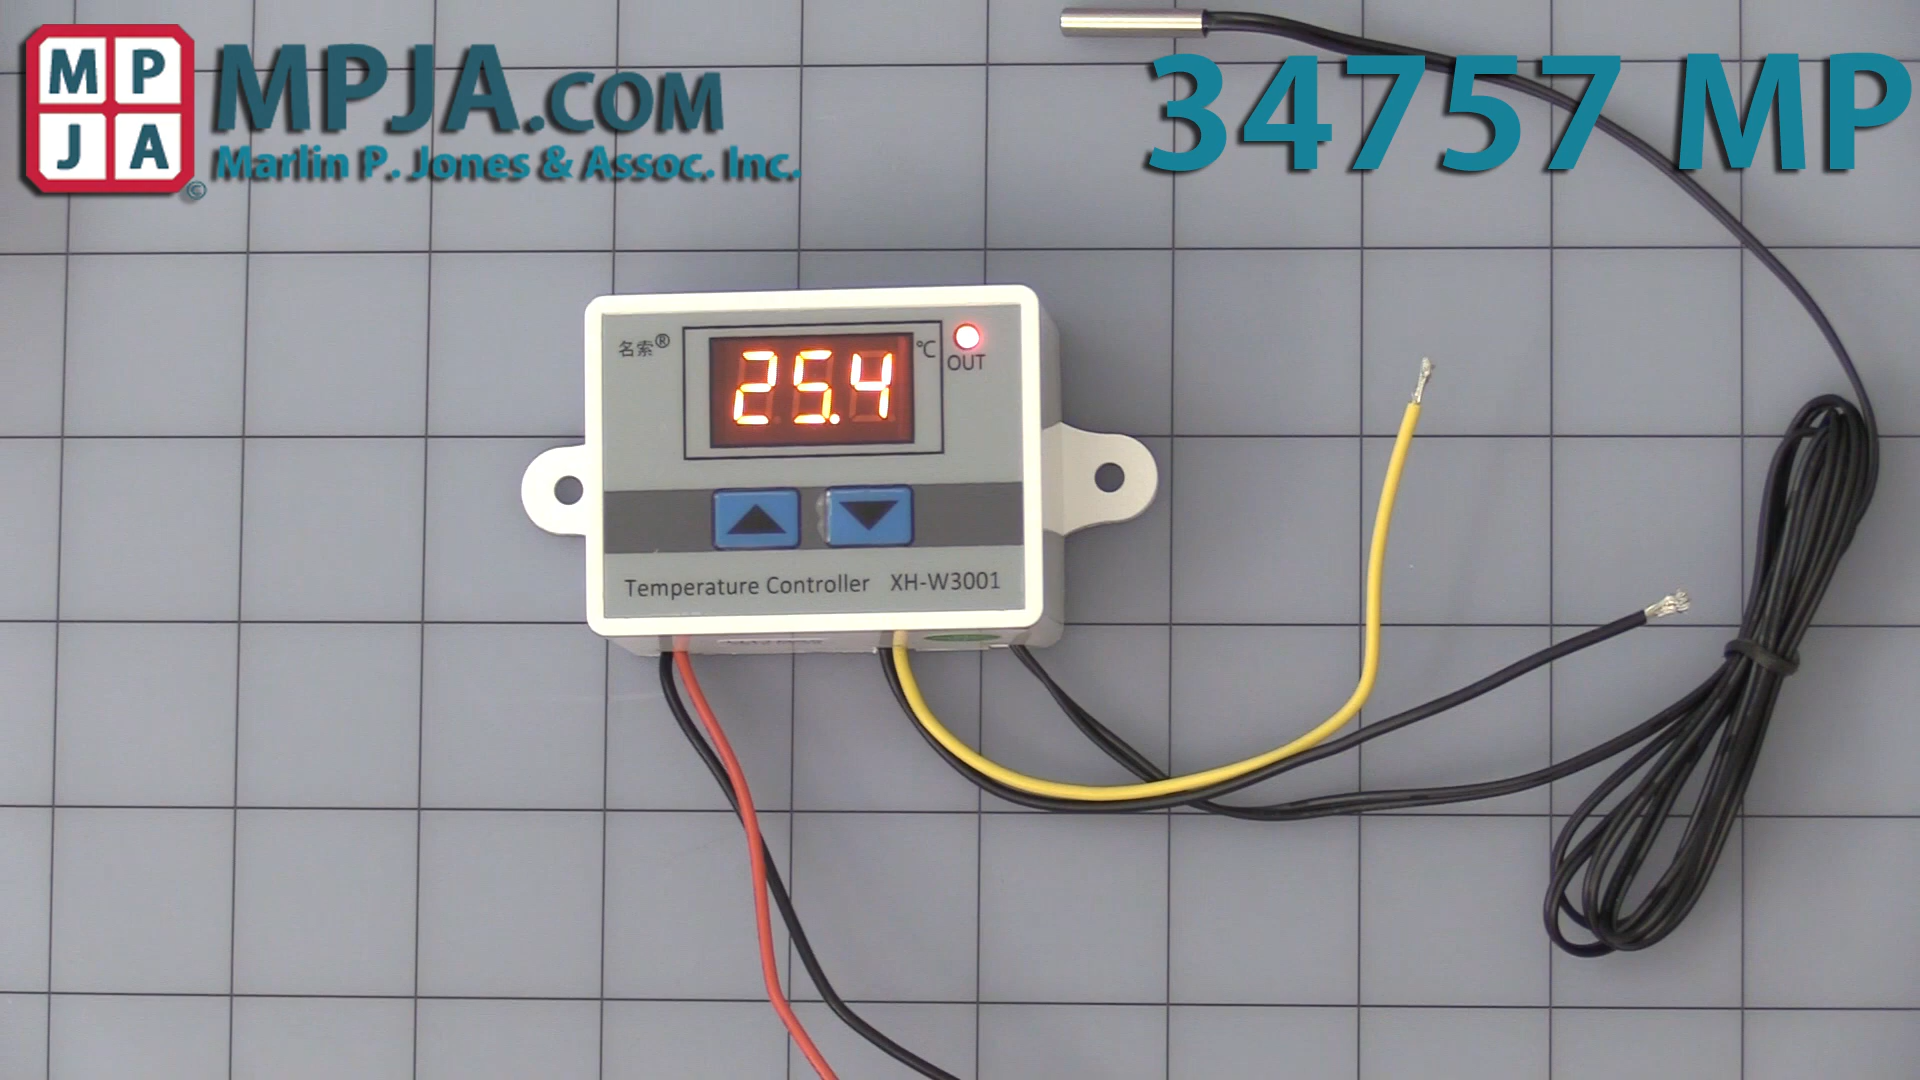 M P
J A
©
MPJA.COM
Marlin P. Jones & Assoc. Inc.
34757 MP
名索®
25.4
℃
OUT
Temperature Controller XH-W3001